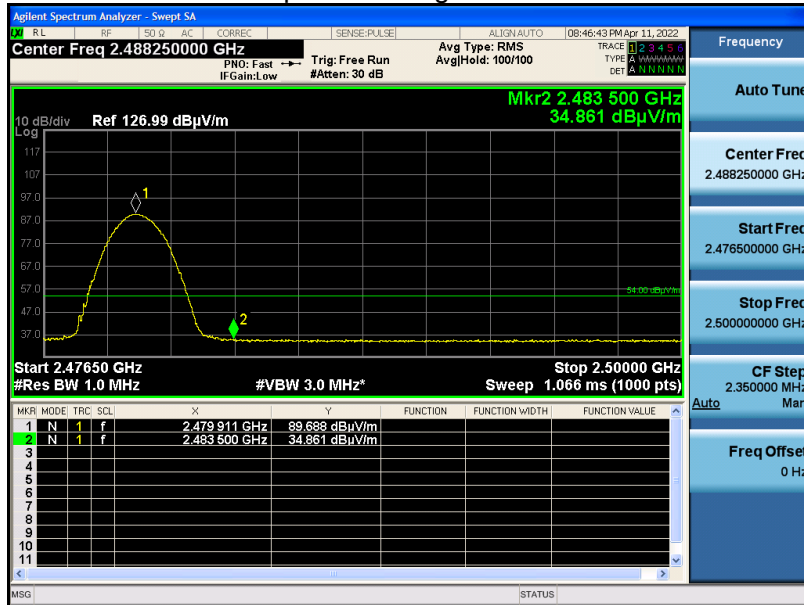 Agilent Spectrum Analyzer - Swept SA
LXI RL RF 50 Ω AC CORREC SENSE:PULSE ALIGN AUTO 08:46:43 PM Apr 11, 2022
Center Freq 2.488250000 GHz
PNO: Fast
IFGain:Low
Trig: Free Run
#Atten: 30 dB
Avg Type: RMS
Avg|Hold: 100/100
TRACE 1 2 3 4 5 6
TYPE A WWWWW
DET A N N N N N
Frequency
Auto Tune
Mkr2 2.483 500 GHz
34.861 dBµV/m
10 dB/div Ref 126.99 dBµV/m
Log
117
107
97.0
87.0
77.0
67.0
57.0
47.0
37.0
1
2
54.00 dBµV/m
Center Freq
2.488250000 GHz
Start Freq
2.476500000 GHz
Stop Freq
2.500000000 GHz
CF Step
2.350000 MHz
Auto Man
Freq Offset
0 Hz
Start 2.47650 GHz Stop 2.50000 GHz
#Res BW 1.0 MHz #VBW 3.0 MHz* Sweep 1.066 ms (1000 pts)
MKR MODE TRC SCL X Y FUNCTION FUNCTION WIDTH FUNCTION VALUE
1 N 1 f 2.479 911 GHz 89.688 dBµV/m
2 N 1 f 2.483 500 GHz 34.861 dBµV/m
3
4
5
6
7
8
9
10
11
MSG STATUS